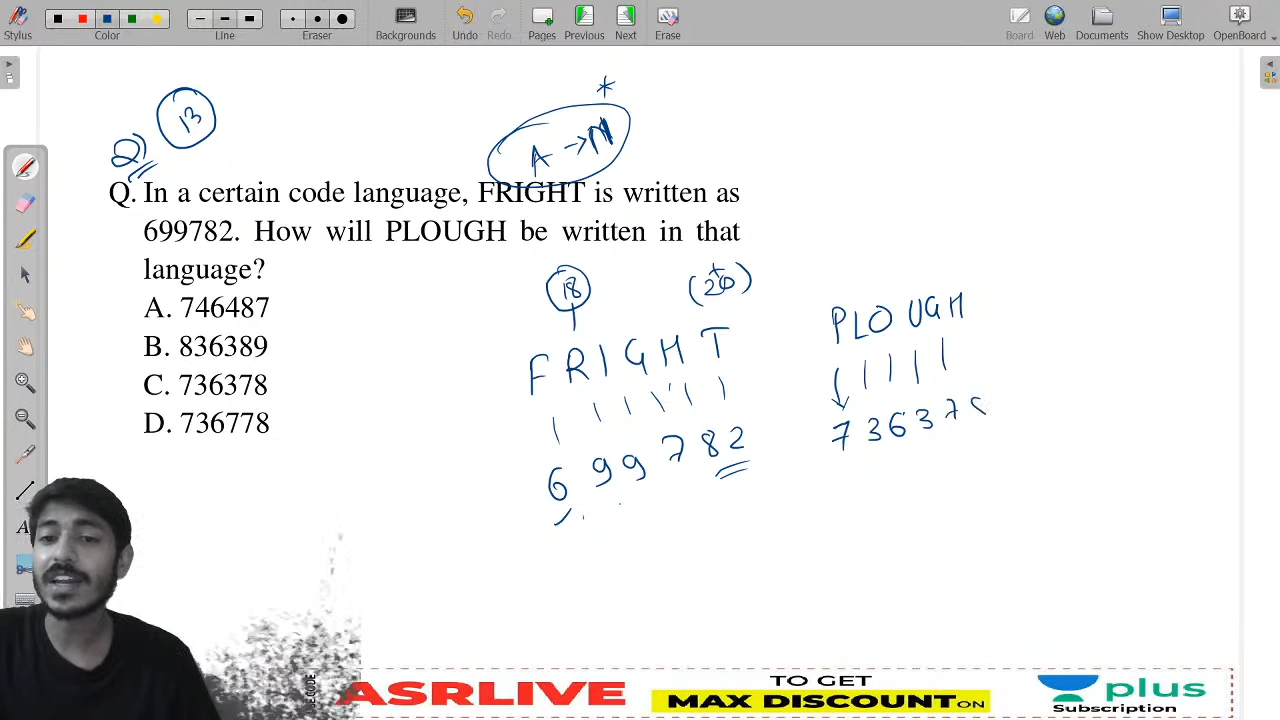 Stylus
Color
Line
Eraser
Backgrounds
Undo
Redo
Pages
Previous
Next
Erase
Board
Web
Documents
Show Desktop
OpenBoard
13
*
A → M
Q)
Q. In a certain code language, FRIGHT is written as
699782. How will PLOUGH be written in that
language?
A. 746487
B. 836389
C. 736378
D. 736778
18
(20)
FRIGHT
PLOUGH
699782
73637
ASRLIVE
TO GET
MAX DISCOUNT ON
plus
Subscription